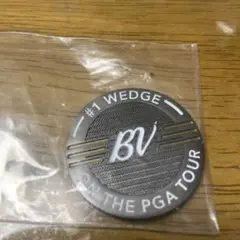 #1 WEDGE
BV
ON THE PGA TOUR